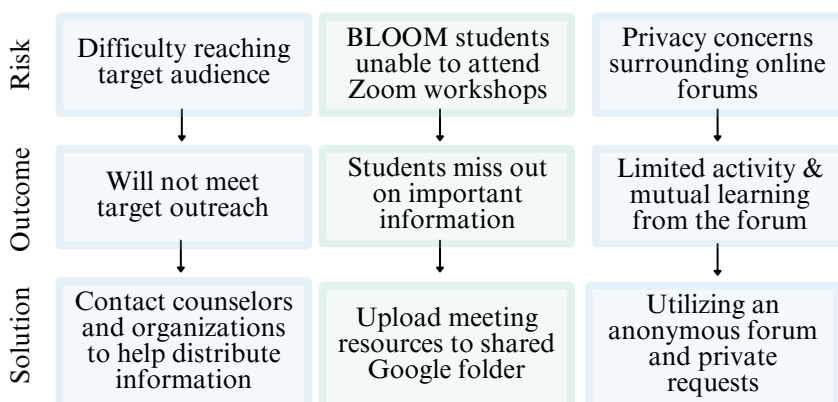 Risk
Difficulty reaching
target audience
BLOOM students
unable to attend
Zoom workshops
Privacy concerns
surrounding online
forums
Outcome
Will not meet
target outreach
Students miss out
on important
information
Limited activity &
mutual learning
from the forum
Solution
Contact counselors
and organizations
to help distribute
information
Upload meeting
resources to shared
Google folder
Utilizing an
anonymous forum
and private
requests